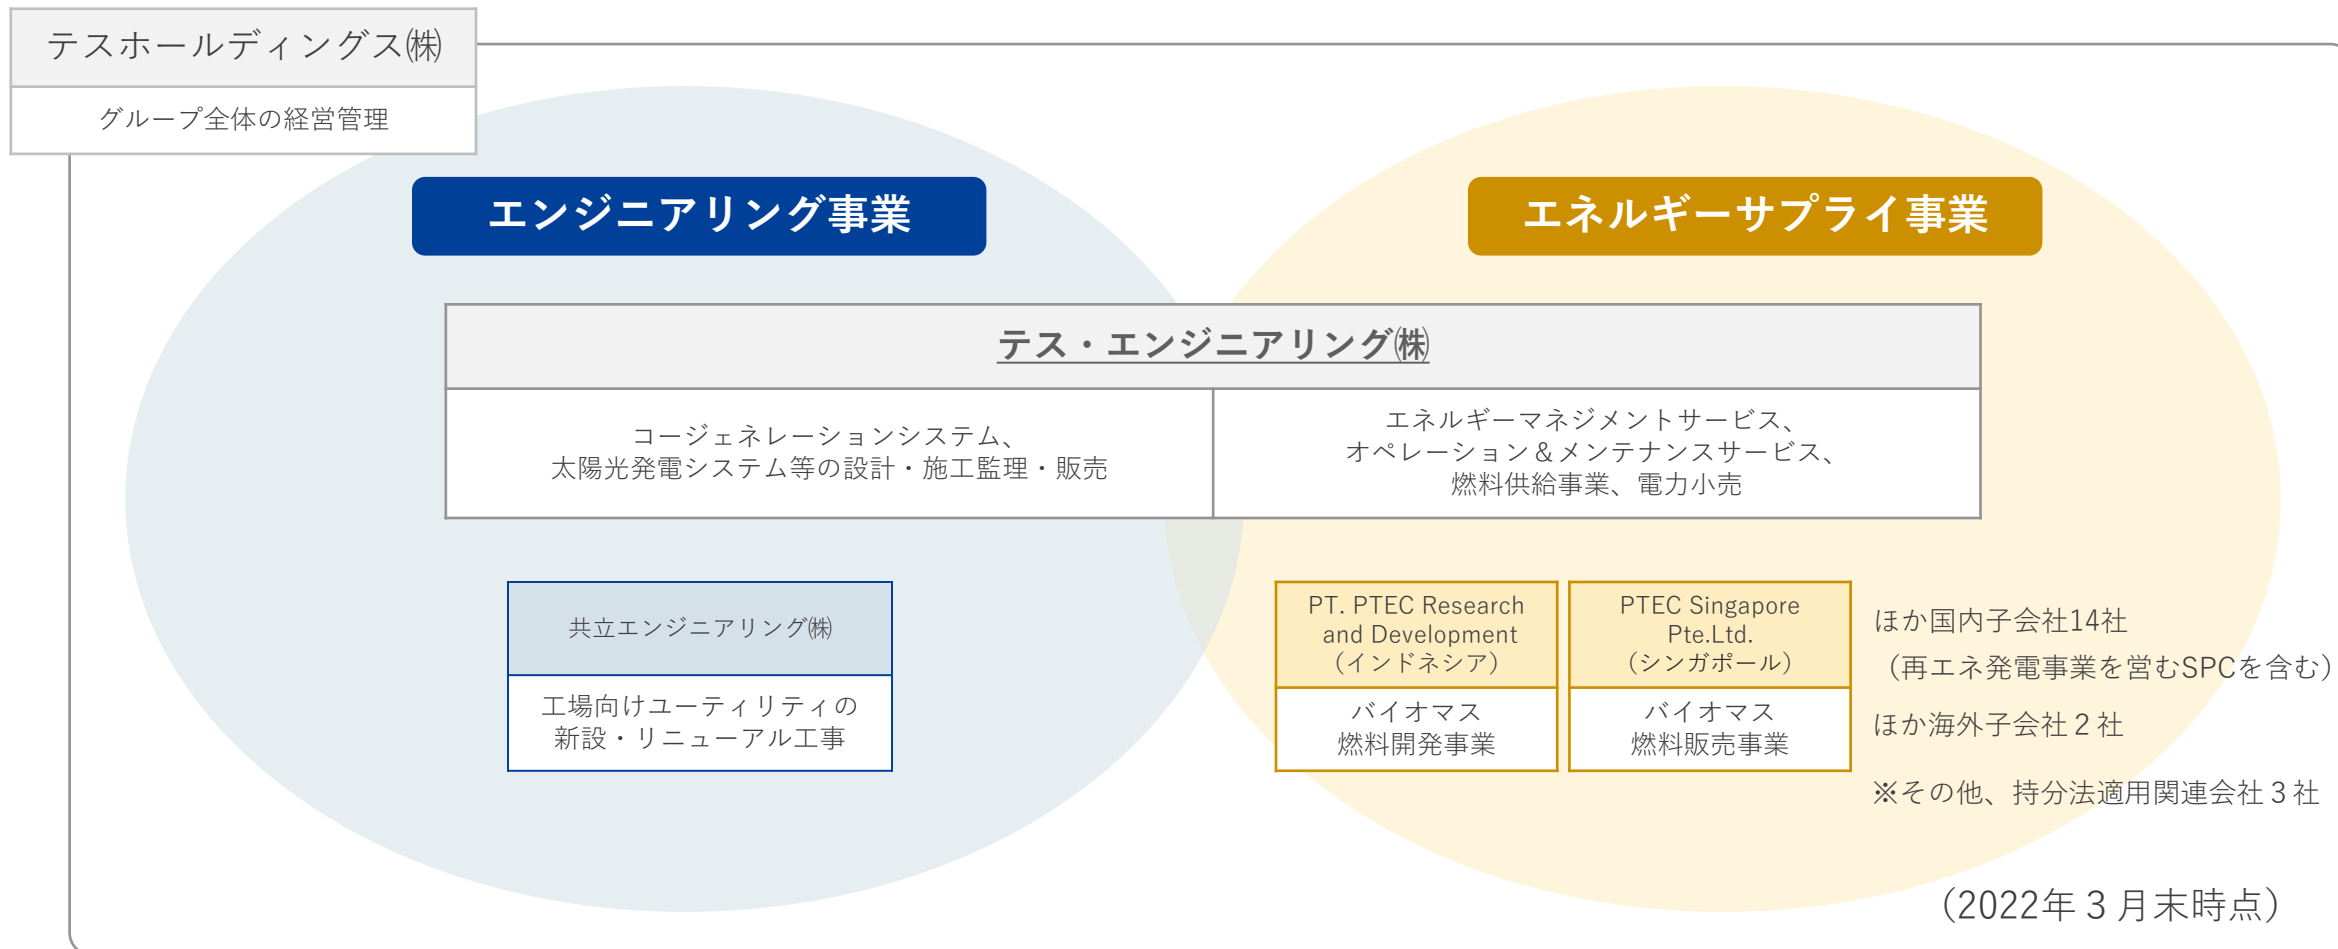 テスホールディングス㈱
グループ全体の経営管理
エンジニアリング事業
エネルギーサプライ事業
テス・エンジニアリング㈱
コージェネレーションシステム、
太陽光発電システム等の設計・施工監理・販売
エネルギーマネジメントサービス、
オペレーション＆メンテナンスサービス、
燃料供給事業、電力小売
共立エンジニアリング㈱
工場向けユーティリティの
新設・リニューアル工事
PT. PTEC Research
and Development
（インドネシア）
バイオマス
燃料開発事業
PTEC Singapore
Pte.Ltd.
（シンガポール）
バイオマス
燃料販売事業
ほか国内子会社14社
（再エネ発電事業を営むSPCを含む）
ほか海外子会社２社
※その他、持分法適用関連会社３社
（2022年３月末時点）